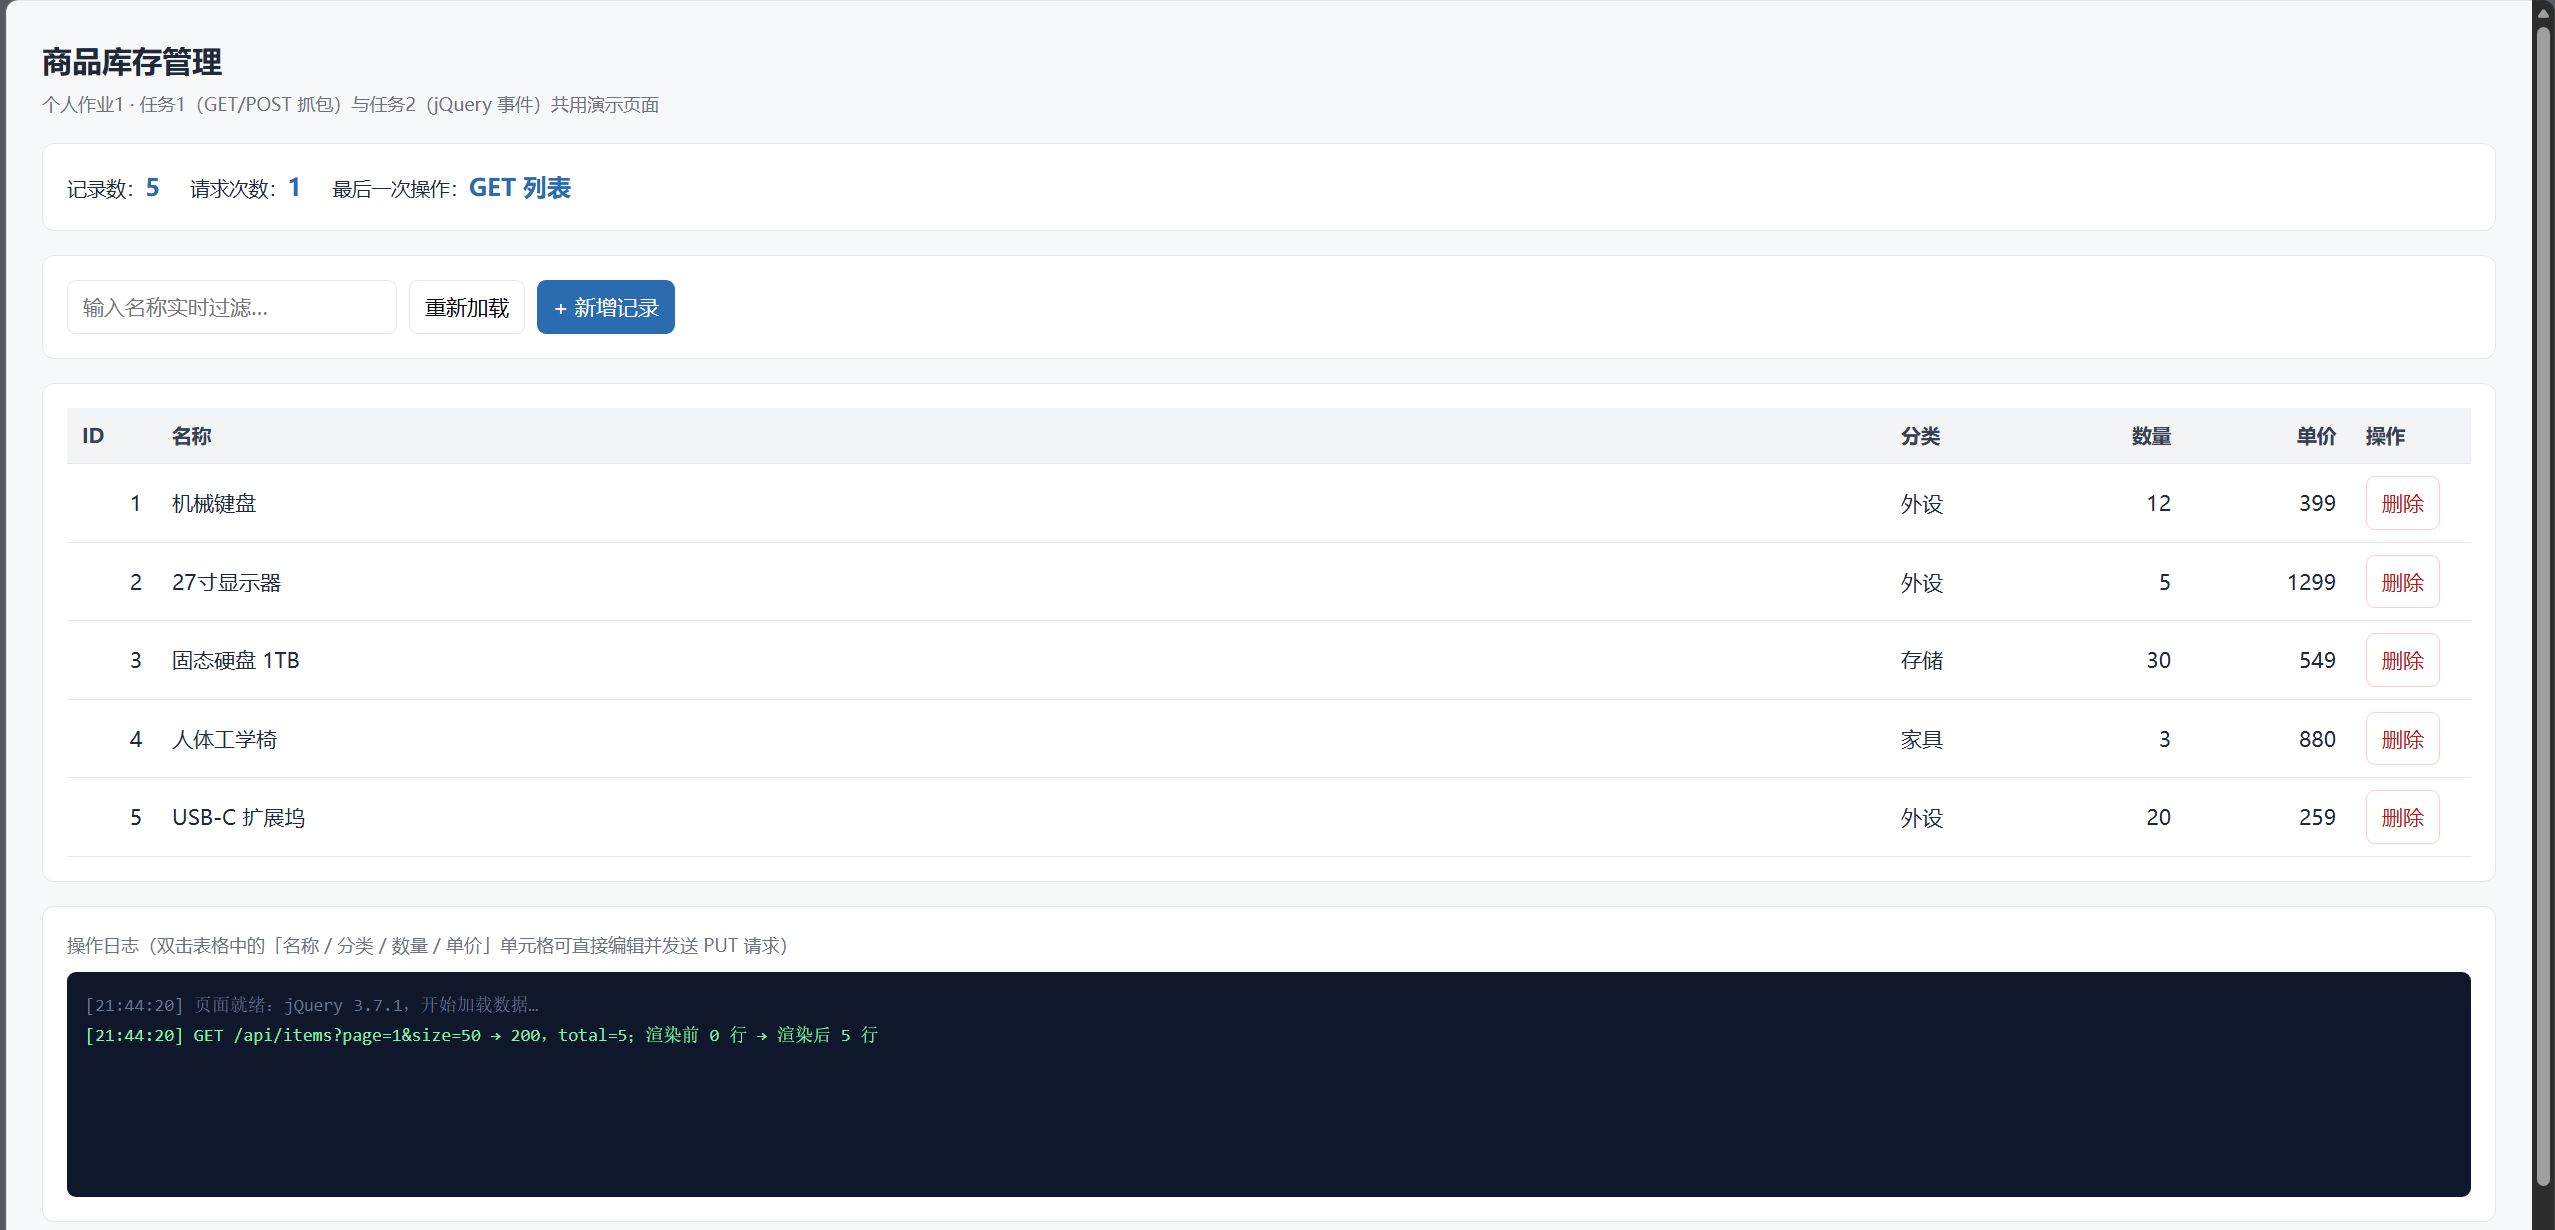 商品库存管理
个人作业1 · 任务1（GET/POST 抓包）与任务2（jQuery 事件）共用演示页面
记录数：5 请求次数：1 最后一次操作：GET 列表
输入名称实时过滤... 重新加载 + 新增记录
ID 名称 分类 数量 单价 操作
1 机械键盘 外设 12 399 删除
2 27寸显示器 外设 5 1299 删除
3 固态硬盘 1TB 存储 30 549 删除
4 人体工学椅 家具 3 880 删除
5 USB-C 扩展坞 外设 20 259 删除
操作日志（双击表格中的「名称 / 分类 / 数量 / 单价」单元格可直接编辑并发送 PUT 请求）
[21:44:20] 页面就绪：jQuery 3.7.1，开始加载数据…
[21:44:20] GET /api/items?page=1&size=50 → 200，total=5；渲染前 0 行 → 渲染后 5 行